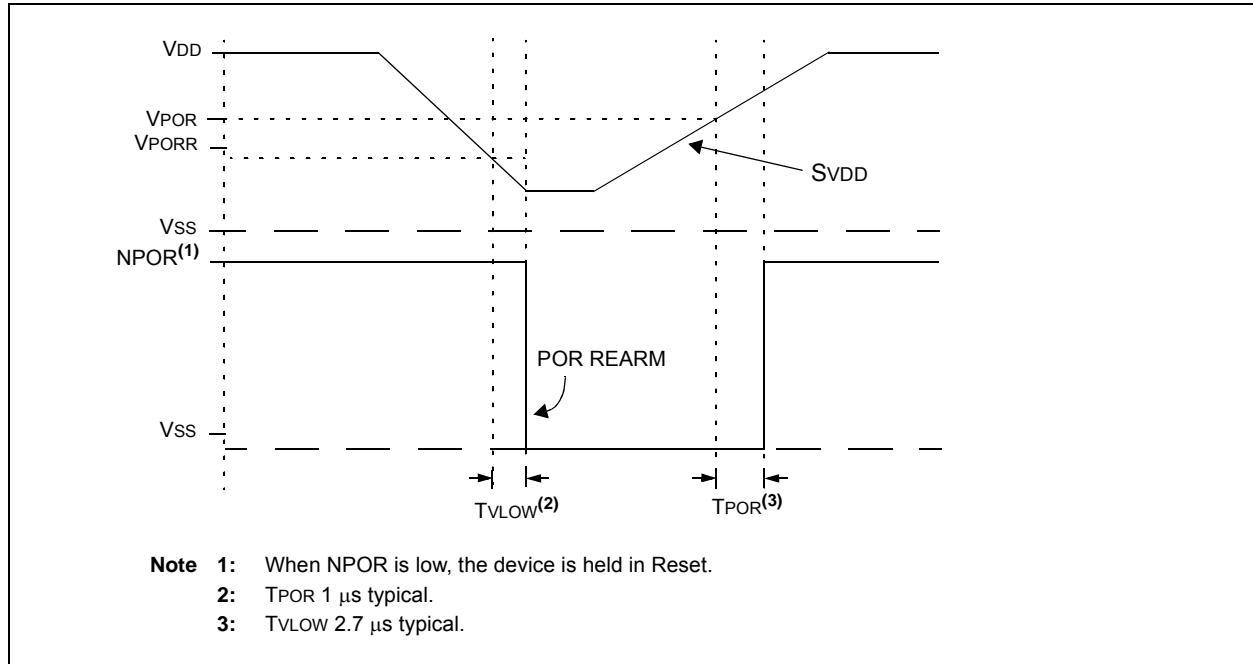 VDD
VPOR
VPORR
SVDD
VSS
NPOR(1)
POR REARM
VSS
TVLOW(2)
TPOR(3)
Note 1: When NPOR is low, the device is held in Reset.
2: TPOR 1 μs typical.
3: TVLOW 2.7 μs typical.